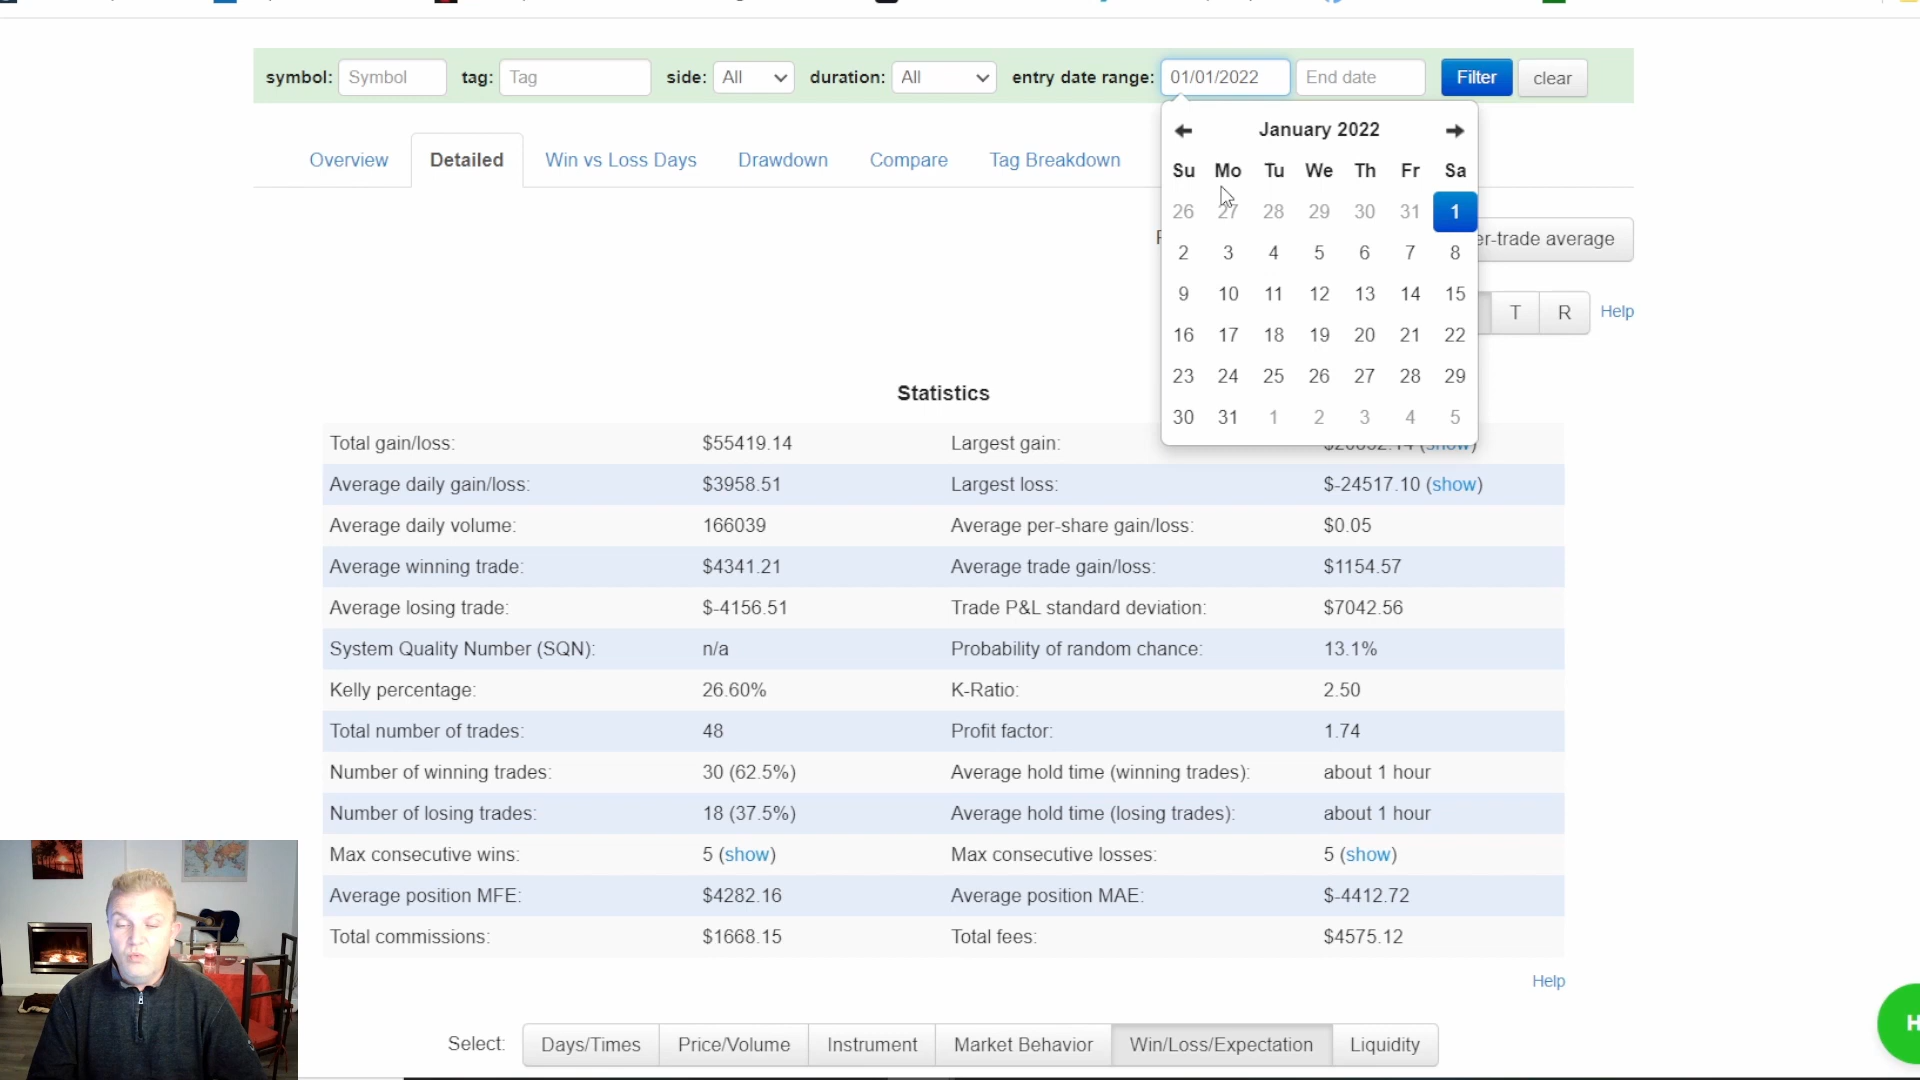 symbol: Symbol tag: Tag side: All duration: All entry date range: 01/01/2022 End date Filter clear
January 2022
Overview Detailed Win vs Loss Days Drawdown Compare Tag Breakdown
Su Mo Tu We Th Fr Sa
26 27 28 29 30 31 1
er-trade average
2 3 4 5 6 7 8
9 10 11 12 13 14 15
T R Help
16 17 18 19 20 21 22
23 24 25 26 27 28 29
Statistics
30 31 1 2 3 4 5
Total gain/loss: $55419.14 Largest gain:
Average daily gain/loss: $3958.51 Largest loss: $-24517.10 (show)
Average daily volume: 166039 Average per-share gain/loss: $0.05
Average winning trade: $4341.21 Average trade gain/loss: $1154.57
Average losing trade: $-4156.51 Trade P&L standard deviation: $7042.56
System Quality Number (SQN): n/a Probability of random chance: 13.1%
Kelly percentage: 26.60% K-Ratio: 2.50
Total number of trades: 48 Profit factor: 1.74
Number of winning trades: 30 (62.5%) Average hold time (winning trades): about 1 hour
Number of losing trades: 18 (37.5%) Average hold time (losing trades): about 1 hour
Max consecutive wins: 5 (show) Max consecutive losses: 5 (show)
Average position MFE: $4282.16 Average position MAE: $-4412.72
Total commissions: $1668.15 Total fees: $4575.12
Help
Select: Days/Times Price/Volume Instrument Market Behavior Win/Loss/Expectation Liquidity